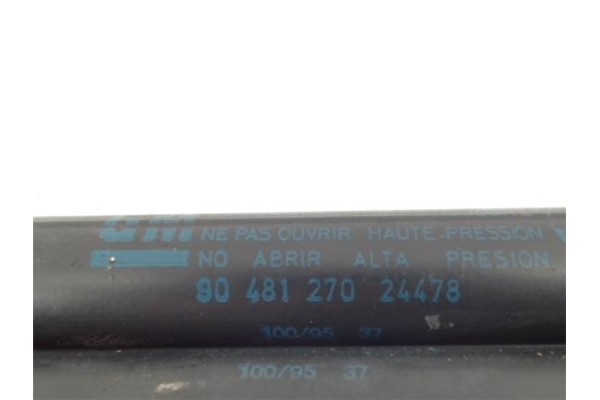 GM NE PAS OUVRIR HAUTE-PRESSION
NO ABRIR ALTA PRESION
90 481 270 24478
100/95 37
100/95 37